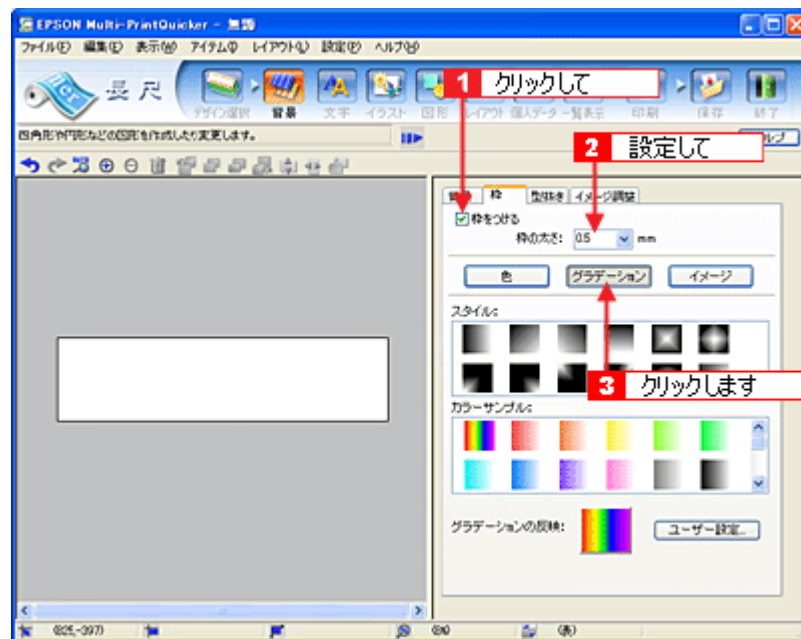 EPSON Multi-PrintQuicker - 無題
ファイル(F) 編集(E) 表示(W) アイテム(I) レイアウト(L) 設定(P) ヘルプ(H)
長尺
デザイン選択 背景 文字 イラスト 図形 レイアウト 個人データ 一覧表示 印刷 保存 終了
1 クリックして
四角形や円形などの図形を作成したり変更します。
ヘルプ
2 設定して
枠 型抜き イメージ調整
枠をつける
枠の太さ: 0.5 mm
色 グラデーション イメージ
スタイル:
3 クリックします
カラーサンプル:
グラデーションの反映: ユーザー設定...
(825,-397) (表)